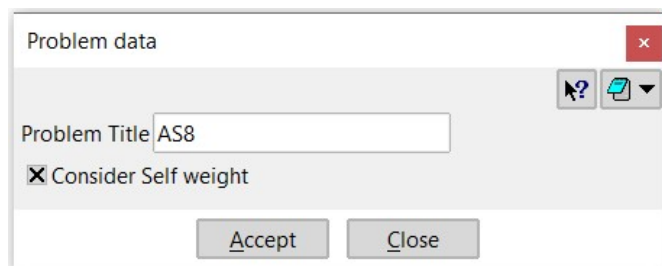 Problem data
Problem Title AS8
Consider Self weight
Accept Close